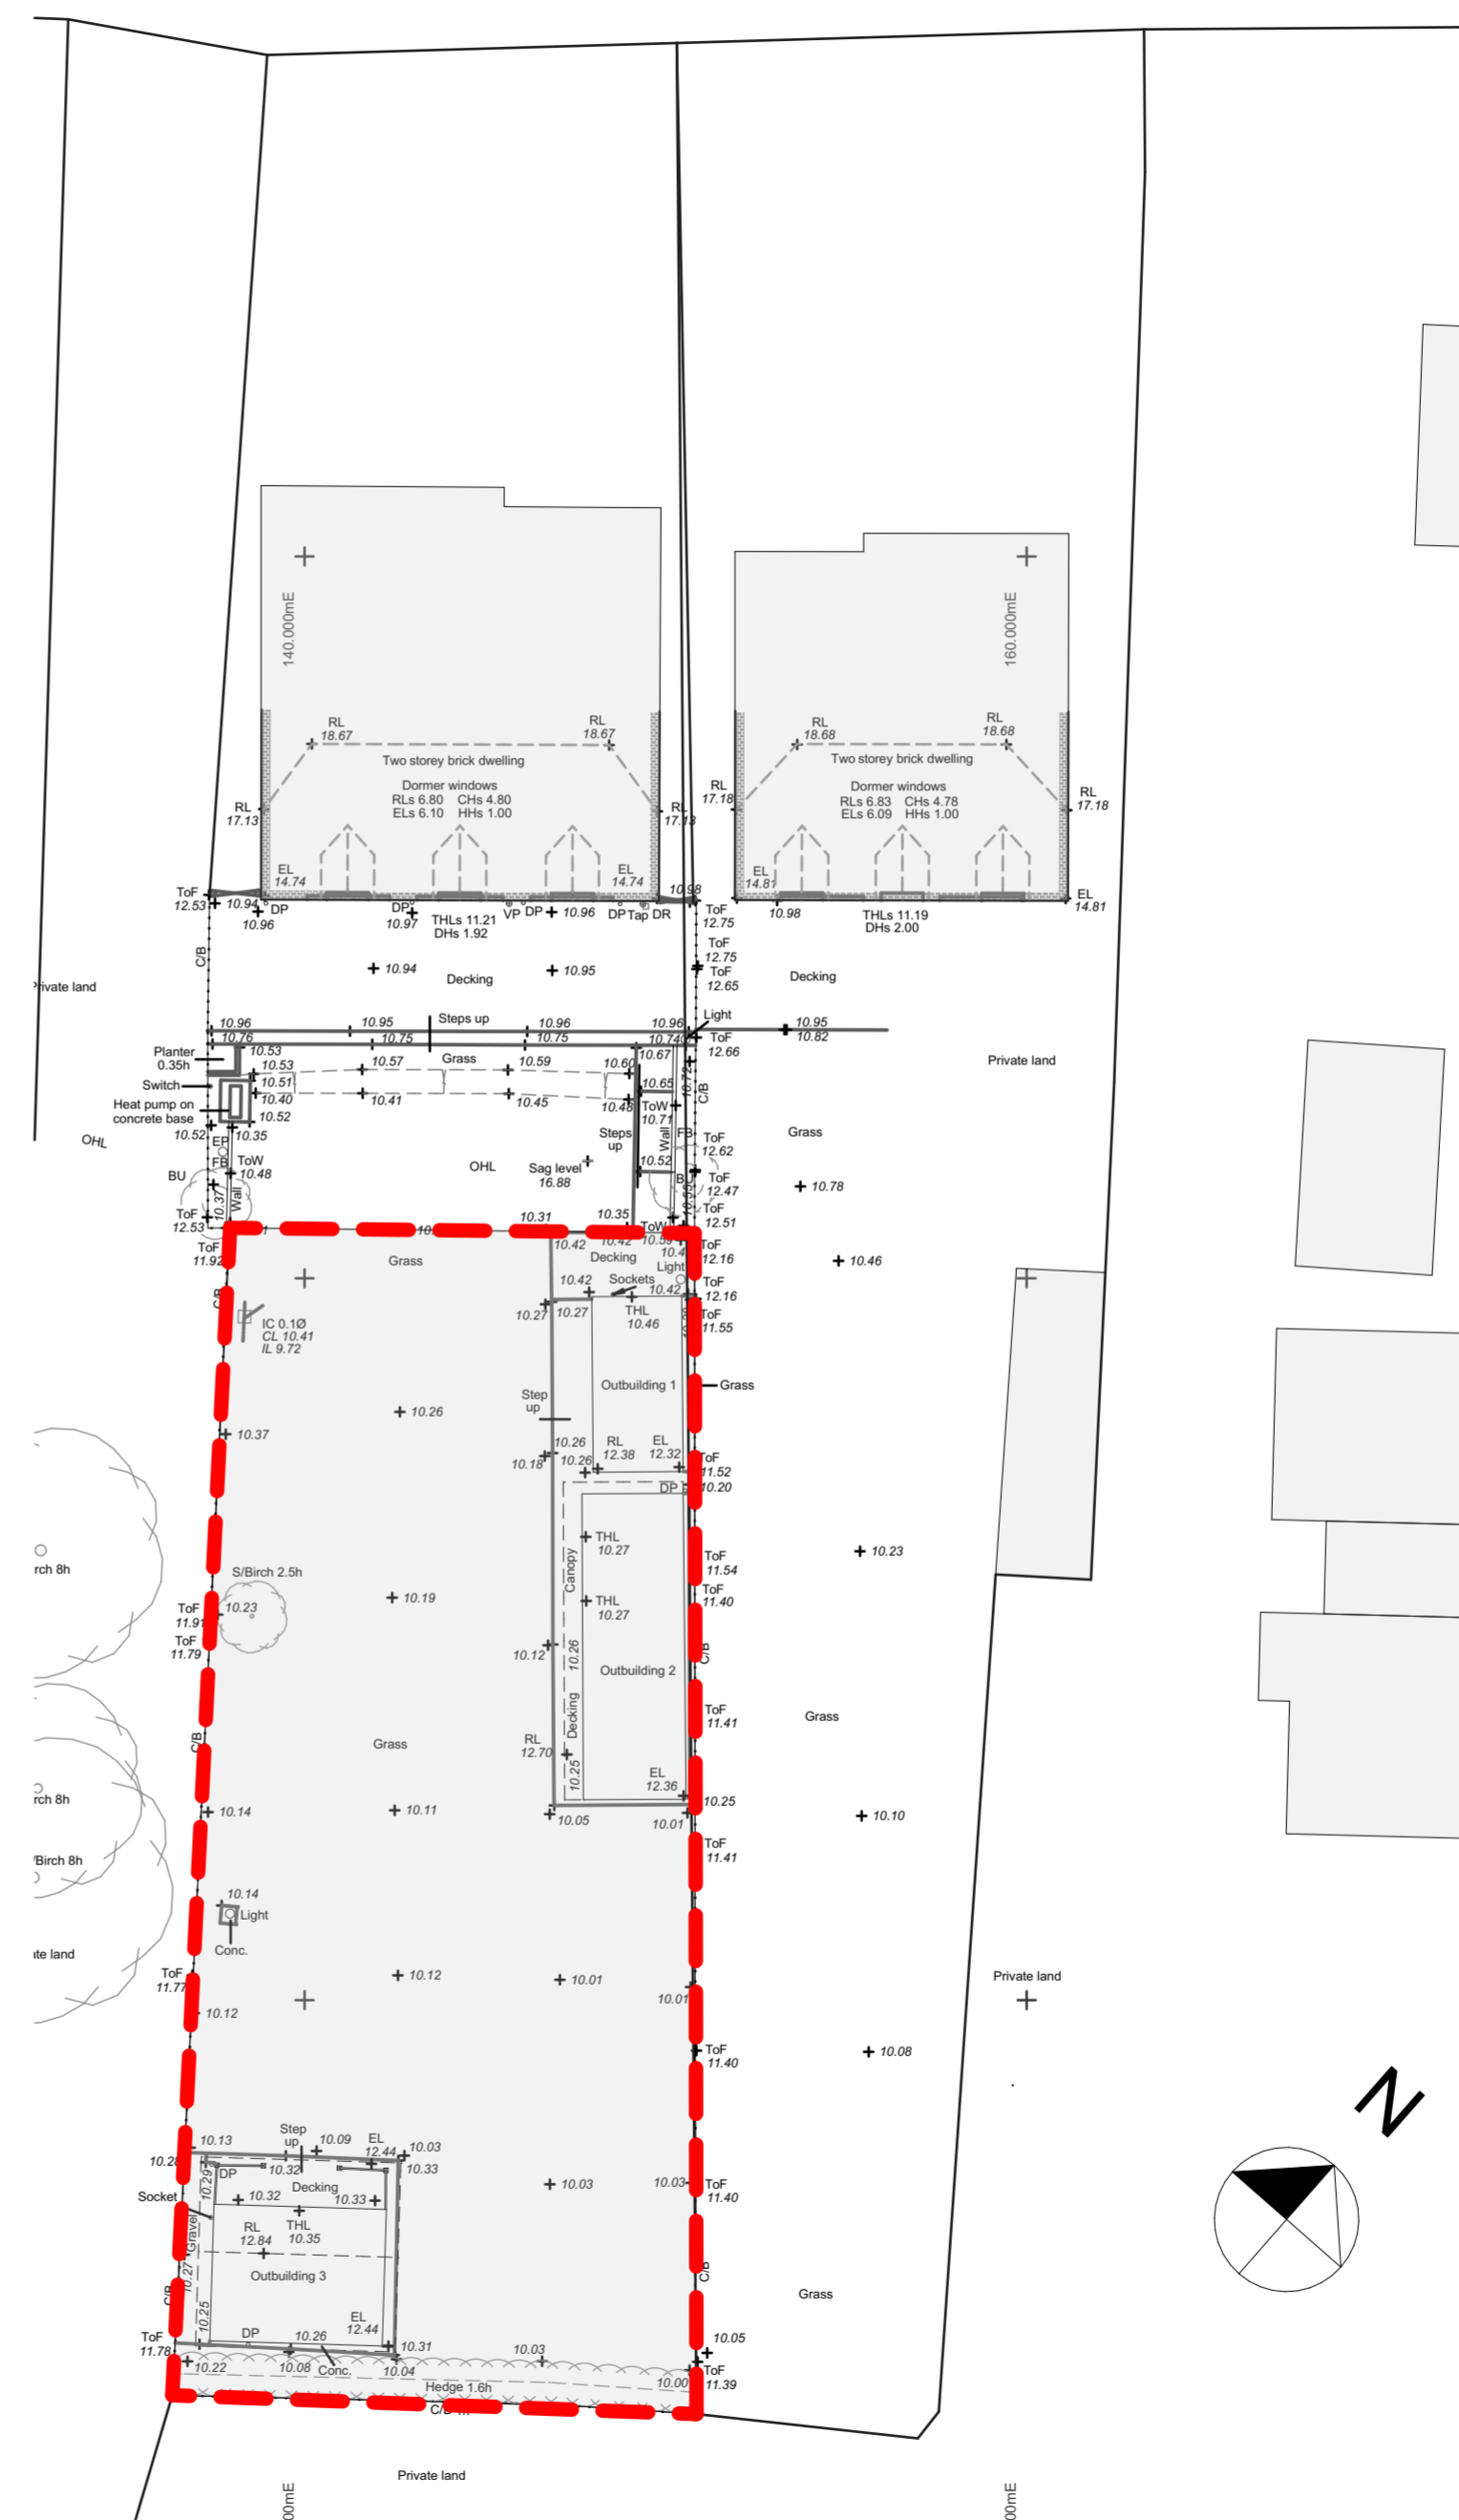 140.000mE
160.000mE
RL
18.67
RL
18.67
RL
18.68
RL
18.68
Two storey brick dwelling
Two storey brick dwelling
Dormer windows
RLs 6.80 CHs 4.80
ELs 6.10 HHs 1.00
Dormer windows
RLs 6.83 CHs 4.78
ELs 6.09 HHs 1.00
RL
17.13
RL
17.13
RL
17.18
RL
17.18
EL
14.74
EL
14.74
EL
14.81
EL
14.81
ToF
12.53
10.94
DP
10.96
DP
10.97
THLs 11.21
DHs 1.92
VP
DP
10.96
DP
Tap
DR
10.98
ToF
12.75
10.98
THLs 11.19
DHs 2.00
C/B
ToF
12.75
ToF
12.65
10.94
10.95
Decking
Decking
Private land
Steps up
Light
10.96
10.95
10.96
10.96
10.95
10.82
10.76
10.75
10.75
10.74
ToF
12.66
Planter
0.35h
10.53
10.53
10.57
Grass
10.59
10.60
10.67
Private land
Switch
10.51
10.40
10.41
10.45
10.48
10.65
10.72
C/B
Heat pump on
concrete base
10.52
10.52
10.35
ToW
10.71
Steps
up
Wall
FB
Grass
OHL
EP
FB
ToW
10.48
BU
OHL
Sag level
16.88
10.52
BU
ToF
12.62
ToF
12.47
10.78
10.37
Wall
10.53
ToF
12.53
10.31
10.35
ToW
10.59
ToF
12.51
ToF
11.92
Grass
10.42
10.42
Decking
ToF
12.16
10.46
C/B
10.42
Sockets
Light
10.42
ToF
12.16
10.27
10.27
THL
10.46
ToF
11.55
IC 0.1Ø
CL 10.41
IL 9.72
Outbuilding 1
Grass
Step
up
10.26
10.37
10.26
10.18
10.26
RL
12.38
EL
12.32
ToF
11.52
10.20
DP
THL
10.27
10.23
Canopy
ToF
11.54
S/Birch 2.5h
10.19
THL
10.27
ToF
11.40
ToF
11.91
10.23
ToF
11.79
10.12
10.26
Outbuilding 2
C/B
Decking
ToF
11.41
Grass
C/B
Grass
RL
12.70
10.25
EL
12.36
10.25
10.14
10.11
10.05
10.01
10.10
ToF
11.41
10.14
Light
Conc.
ToF
11.77
10.12
10.01
10.01
Private land
10.12
ToF
11.40
10.08
N
10.13
Step
up
10.09
EL
12.44
10.03
10.28
DP
10.29
10.32
10.33
Decking
10.03
10.03
ToF
11.40
Socket
10.32
10.33
Gravel
RL
12.84
THL
10.35
C/B
10.27
Outbuilding 3
Grass
C/B
10.25
EL
12.44
ToF
11.78
DP
10.26
10.31
10.03
10.05
10.22
10.08
Conc.
10.04
10.00
ToF
11.39
Hedge 1.6h
Private land
00mE
00mE